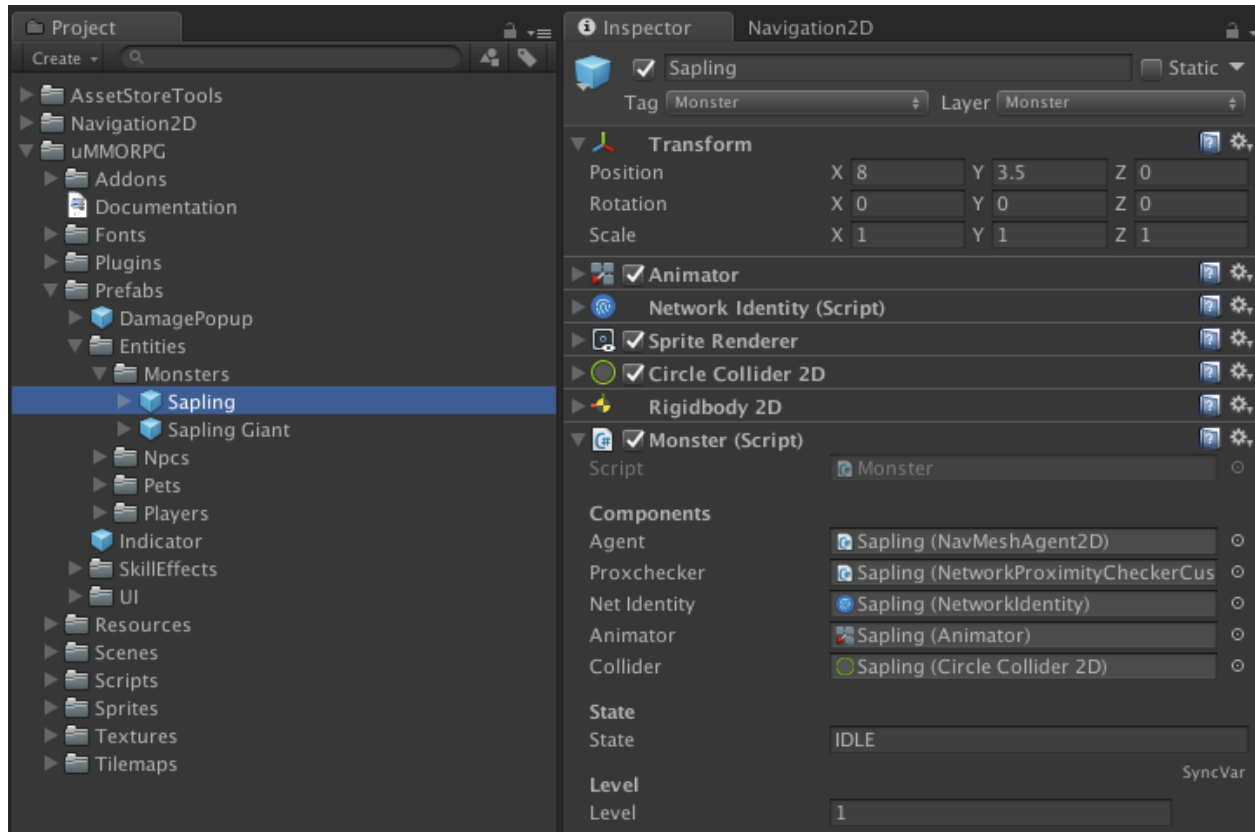 Project
Create
AssetStoreTools
Navigation2D
uMMORPG
Addons
Documentation
Fonts
Plugins
Prefabs
DamagePopup
Entities
Monsters
Sapling
Sapling Giant
Npcs
Pets
Players
Indicator
SkillEffects
UI
Resources
Scenes
Scripts
Sprites
Textures
Tilemaps
Inspector Navigation2D
Sapling Static
Tag Monster Layer Monster
Transform
Position X 8 Y 3.5 Z 0
Rotation X 0 Y 0 Z 0
Scale X 1 Y 1 Z 1
Animator
Network Identity (Script)
Sprite Renderer
Circle Collider 2D
Rigidbody 2D
Monster (Script)
Script Monster
Components
Agent Sapling (NavMeshAgent2D)
Proxchecker Sapling (NetworkProximityCheckerCus
Net Identity Sapling (NetworkIdentity)
Animator Sapling (Animator)
Collider Sapling (Circle Collider 2D)
State
State IDLE
SyncVar
Level
Level 1